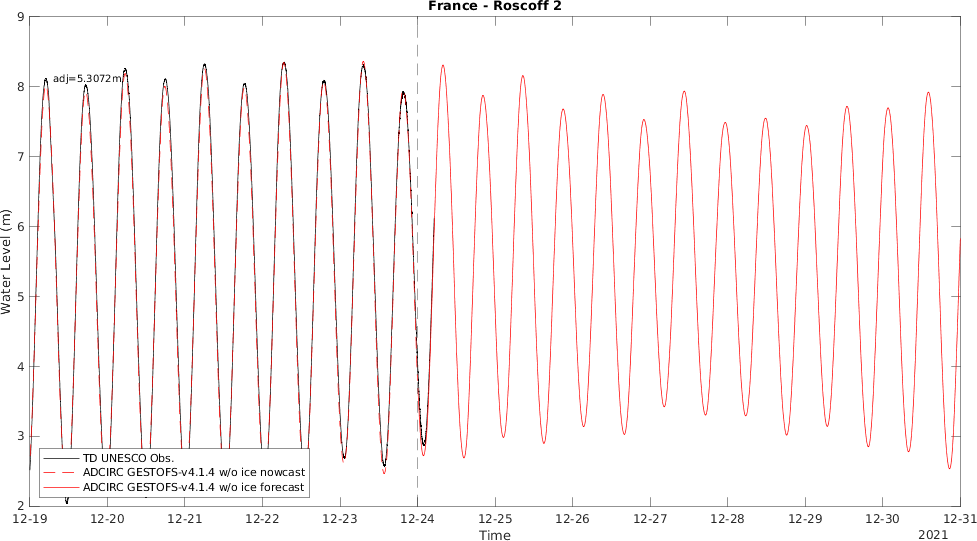 France - Roscoff 2
Water Level (m)
9
8
7
6
5
4
3
2
adj=5.3072m
TD UNESCO Obs.
ADCIRC GESTOFS-v4.1.4 w/o ice nowcast
ADCIRC GESTOFS-v4.1.4 w/o ice forecast
12-19 12-20 12-21 12-22 12-23 12-24 12-25 12-26 12-27 12-28 12-29 12-30 12-31
Time
2021